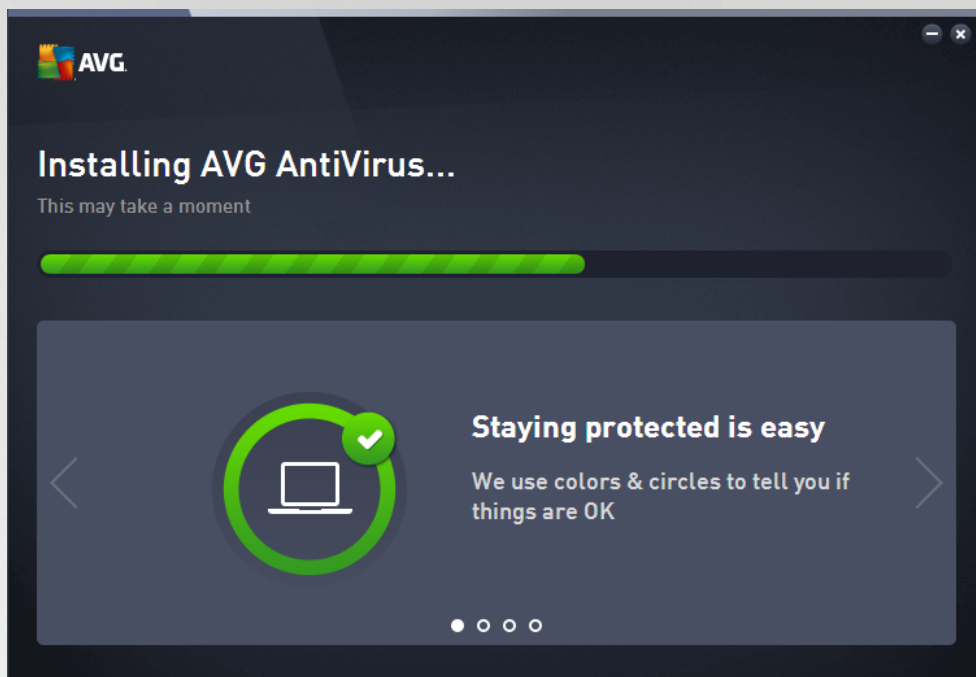 AVG.
Installing AVG AntiVirus...
This may take a moment
Staying protected is easy
We use colors & circles to tell you if
things are OK